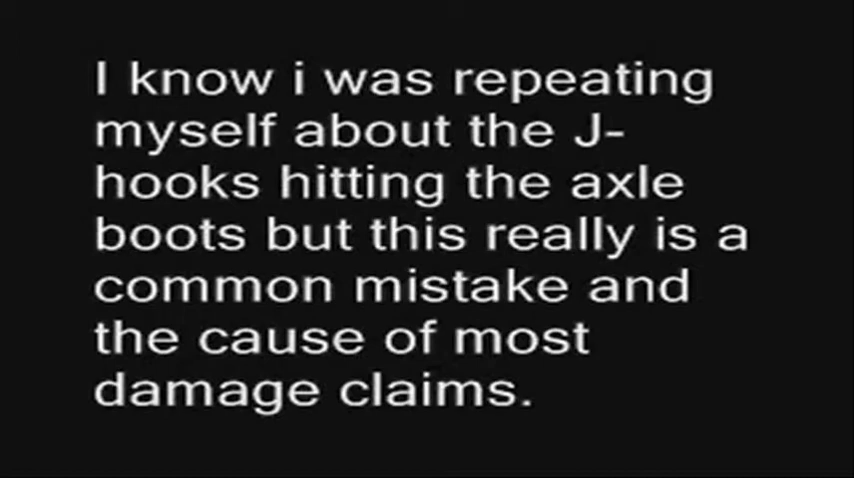 I know i was repeating
myself about the J-
hooks hitting the axle
boots but this really is a
common mistake and
the cause of most
damage claims.